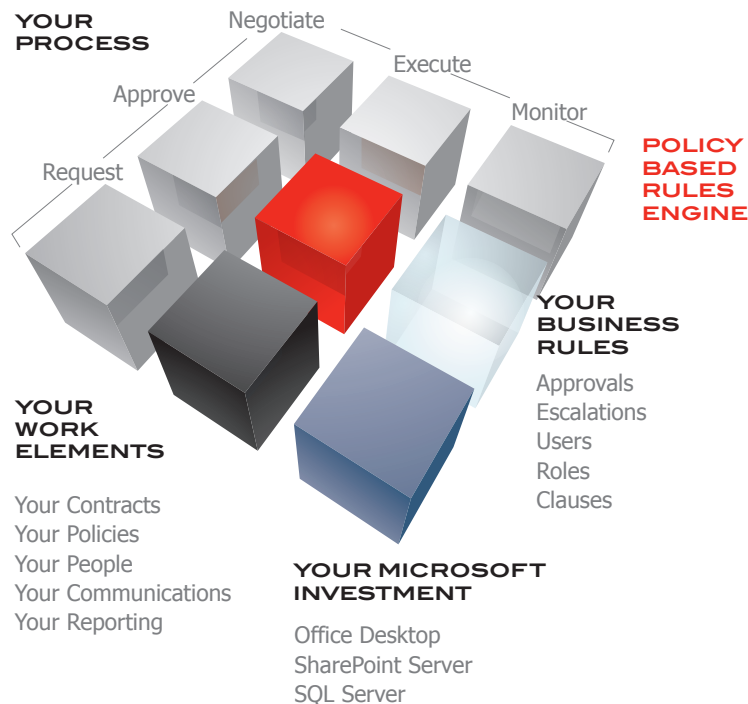 YOUR
PROCESS
Negotiate
Execute
Approve
Monitor
Request
POLICY
BASED
RULES
ENGINE
YOUR
BUSINESS
RULES
Approvals
Escalations
Users
Roles
Clauses
YOUR
WORK
ELEMENTS
Your Contracts
Your Policies
Your People
Your Communications
Your Reporting
YOUR MICROSOFT
INVESTMENT
Office Desktop
SharePoint Server
SQL Server